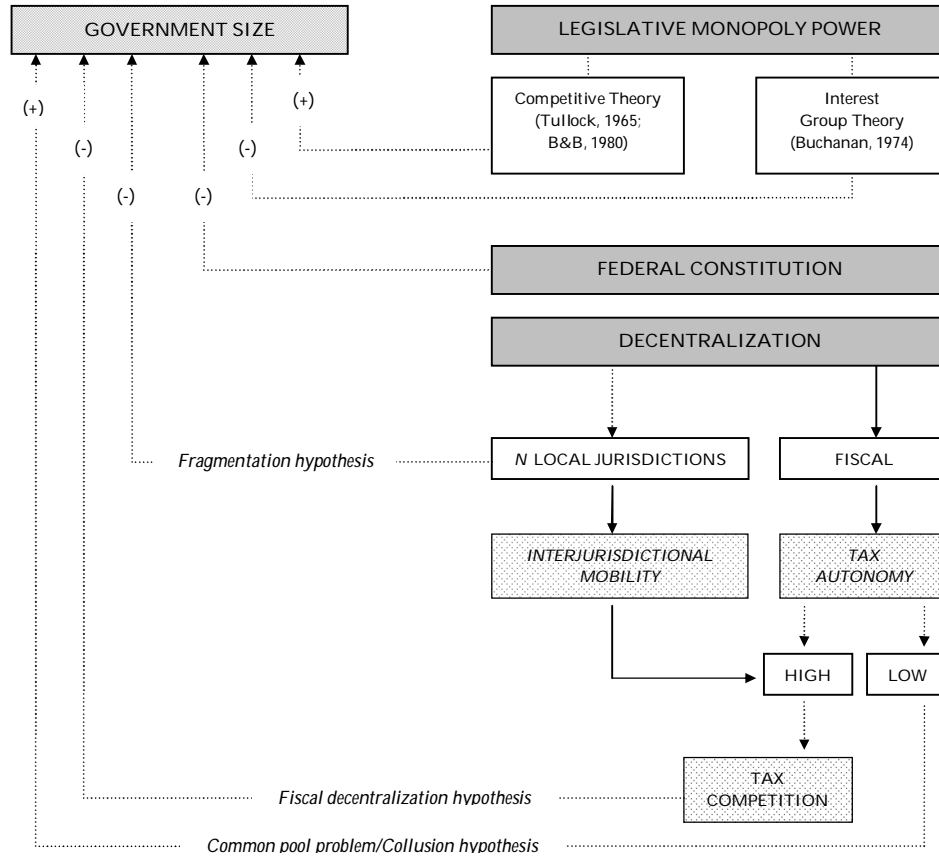 GOVERNMENT SIZE
LEGISLATIVE MONOPOLY POWER
(+)
(-)
(-)
(-)
(-)
(+)
Competitive Theory
(Tullock, 1965;
B&B, 1980)
Interest
Group Theory
(Buchanan, 1974)
FEDERAL CONSTITUTION
DECENTRALIZATION
Fragmentation hypothesis
N LOCAL JURISDICTIONS
FISCAL
INTERJURISDICTIONAL
MOBILITY
TAX
AUTONOMY
HIGH
LOW
TAX
COMPETITION
Fiscal decentralization hypothesis
Common pool problem/Collusion hypothesis